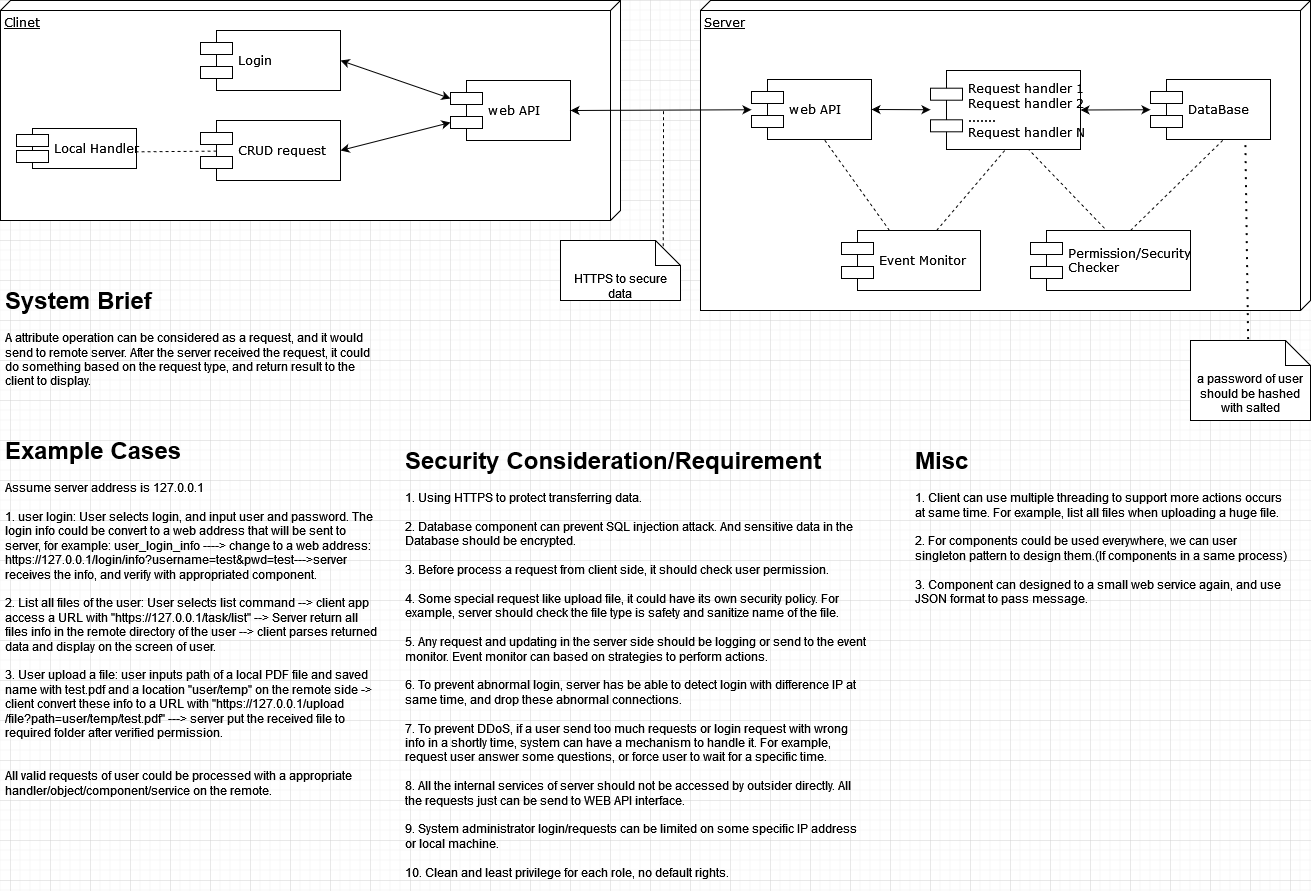 Clinet
Login
web API
Local Handler
CRUD request
Server
web API
Request handler 1
Request handler 2
.......
Request handler N
DataBase
Event Monitor
Permission/Security
Checker
HTTPS to secure
data
a password of user
should be hashed
with salted
System Brief
A attribute operation can be considered as a request, and it would
send to remote server. After the server received the request, it could
do something based on the request type, and return result to the
client to display.
Example Cases
Assume server address is 127.0.0.1
1. user login: User selects login, and input user and password. The
login info could be convert to a web address that will be sent to
server, for example: user_login_info ----> change to a web address:
https://127.0.0.1/login/info?username=test&pwd=test--->server
receives the info, and verify with appropriated component.
2. List all files of the user: User selects list command --> client app
access a URL with "https://127.0.0.1/task/list" --> Server return all
files info in the remote directory of the user --> client parses returned
data and display on the screen of user.
3. User upload a file: user inputs path of a local PDF file and saved
name with test.pdf and a location "user/temp" on the remote side ->
client convert these info to a URL with "https://127.0.0.1/upload
/file?path=user/temp/test.pdf" ---> server put the received file to
required folder after verified permission.
All valid requests of user could be processed with a appropriate
handler/object/component/service on the remote.
Security Consideration/Requirement
1. Using HTTPS to protect transferring data.
2. Database component can prevent SQL injection attack. And sensitive data in the
Database should be encrypted.
3. Before process a request from client side, it should check user permission.
4. Some special request like upload file, it could have its own security policy. For
example, server should check the file type is safety and sanitize name of the file.
5. Any request and updating in the server side should be logging or send to the event
monitor. Event monitor can based on strategies to perform actions.
6. To prevent abnormal login, server has be able to detect login with difference IP at
same time, and drop these abnormal connections.
7. To prevent DDoS, if a user send too much requests or login request with wrong
info in a shortly time, system can have a mechanism to handle it. For example,
request user answer some questions, or force user to wait for a specific time.
8. All the internal services of server should not be accessed by outsider directly. All
the requests just can be send to WEB API interface.
9. System administrator login/requests can be limited on some specific IP address
or local machine.
10. Clean and least privilege for each role, no default rights.
Misc
1. Client can use multiple threading to support more actions occurs
at same time. For example, list all files when uploading a huge file.
2. For components could be used everywhere, we can user
singleton pattern to design them.(If components in a same process)
3. Component can designed to a small web service again, and use
JSON format to pass message.